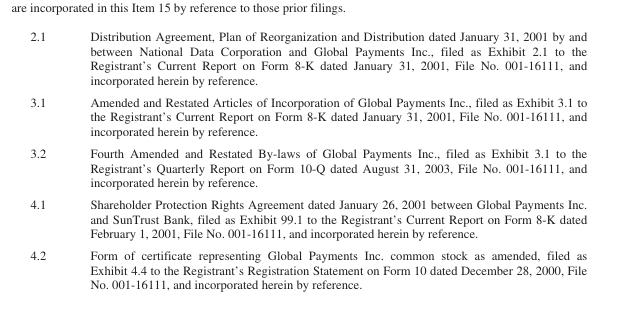 are incorporated in this Item 15 by reference to those prior filings.
2.1 Distribution Agreement, Plan of Reorganization and Distribution dated January 31, 2001 by and
between National Data Corporation and Global Payments Inc., filed as Exhibit 2.1 to the
Registrant's Current Report on Form 8-K dated January 31, 2001, File No. 001-16111, and
incorporated herein by reference.
3.1 Amended and Restated Articles of Incorporation of Global Payments Inc., filed as Exhibit 3.1 to
the Registrant's Current Report on Form 8-K dated January 31, 2001, File No. 001-16111, and
incorporated herein by reference.
3.2 Fourth Amended and Restated By-laws of Global Payments Inc., filed as Exhibit 3.1 to the
Registrant's Quarterly Report on Form 10-Q dated August 31, 2003, File No. 001-16111, and
incorporated herein by reference.
4.1 Shareholder Protection Rights Agreement dated January 26, 2001 between Global Payments Inc.
and SunTrust Bank, filed as Exhibit 99.1 to the Registrant's Current Report on Form 8-K dated
February 1, 2001, File No. 001-16111, and incorporated herein by reference.
4.2 Form of certificate representing Global Payments Inc. common stock as amended, filed as
Exhibit 4.4 to the Registrant's Registration Statement on Form 10 dated December 28, 2000, File
No. 001-16111, and incorporated herein by reference.